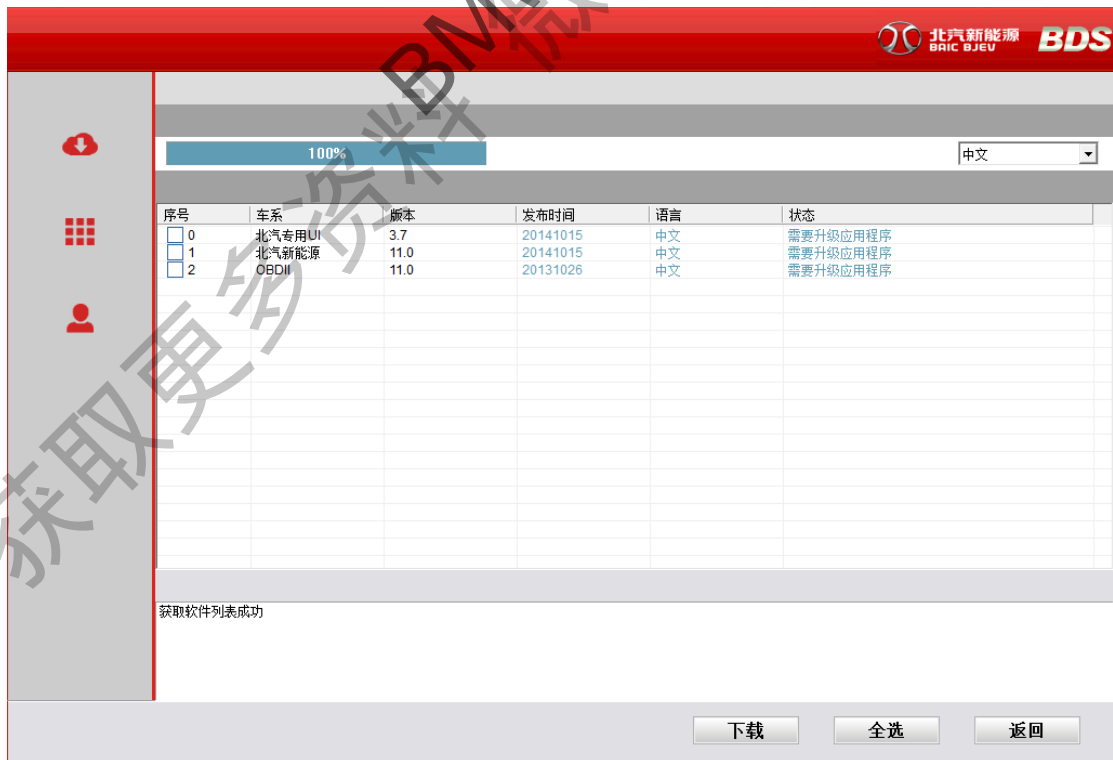 北汽新能源 BDS
BAIC BJEV
100%
中文
序号 车系 版本 发布时间 语言 状态
0 北汽专用UI 3.7 20141015 中文 需要升级应用程序
1 北汽新能源 11.0 20141015 中文 需要升级应用程序
2 OBDII 11.0 20131026 中文 需要升级应用程序
获取软件列表成功
下载 全选 返回
获取更多资料 BM 微